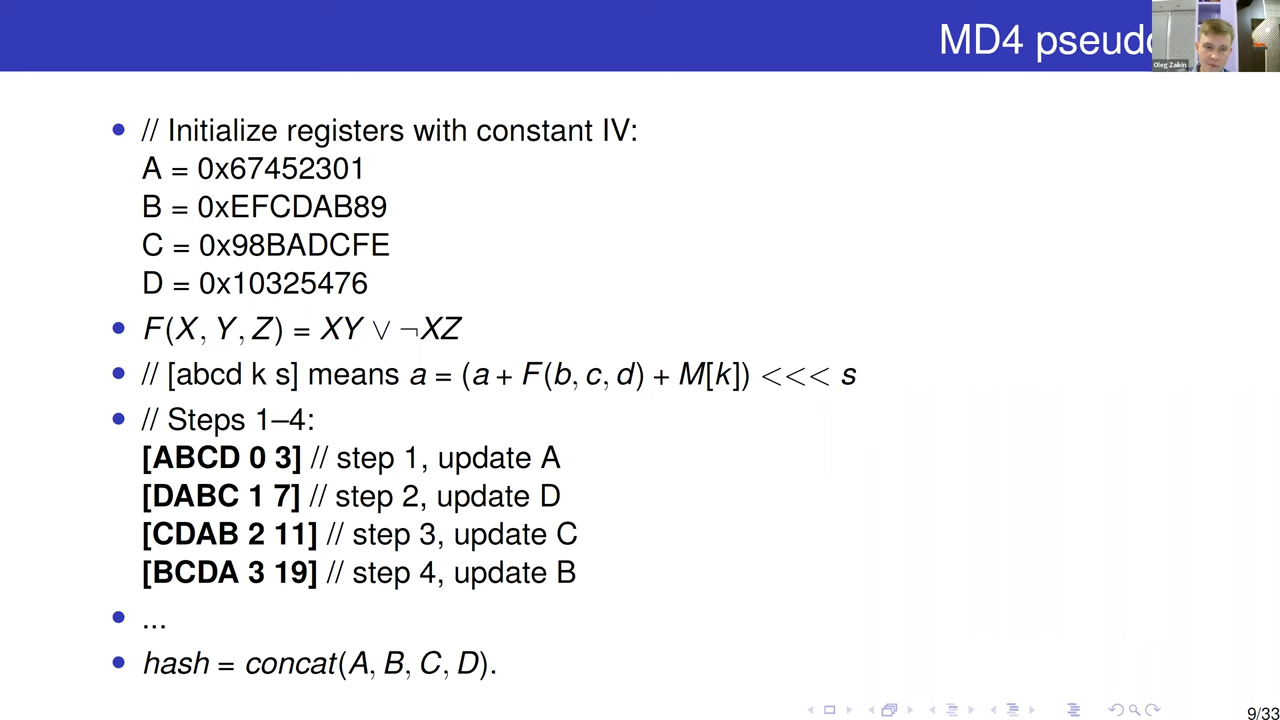 MD4 pseudo
Oleg Zaikin
• // Initialize registers with constant IV:
A = 0x67452301
B = 0xEFCDAB89
C = 0x98BADCFE
D = 0x10325476
• F(X, Y, Z) = XY ∨ ¬XZ
• // [abcd k s] means a = (a + F(b, c, d) + M[k]) <<< s
• // Steps 1–4:
[ABCD 0 3] // step 1, update A
[DABC 1 7] // step 2, update D
[CDAB 2 11] // step 3, update C
[BCDA 3 19] // step 4, update B
• ...
• hash = concat(A, B, C, D).
9/33